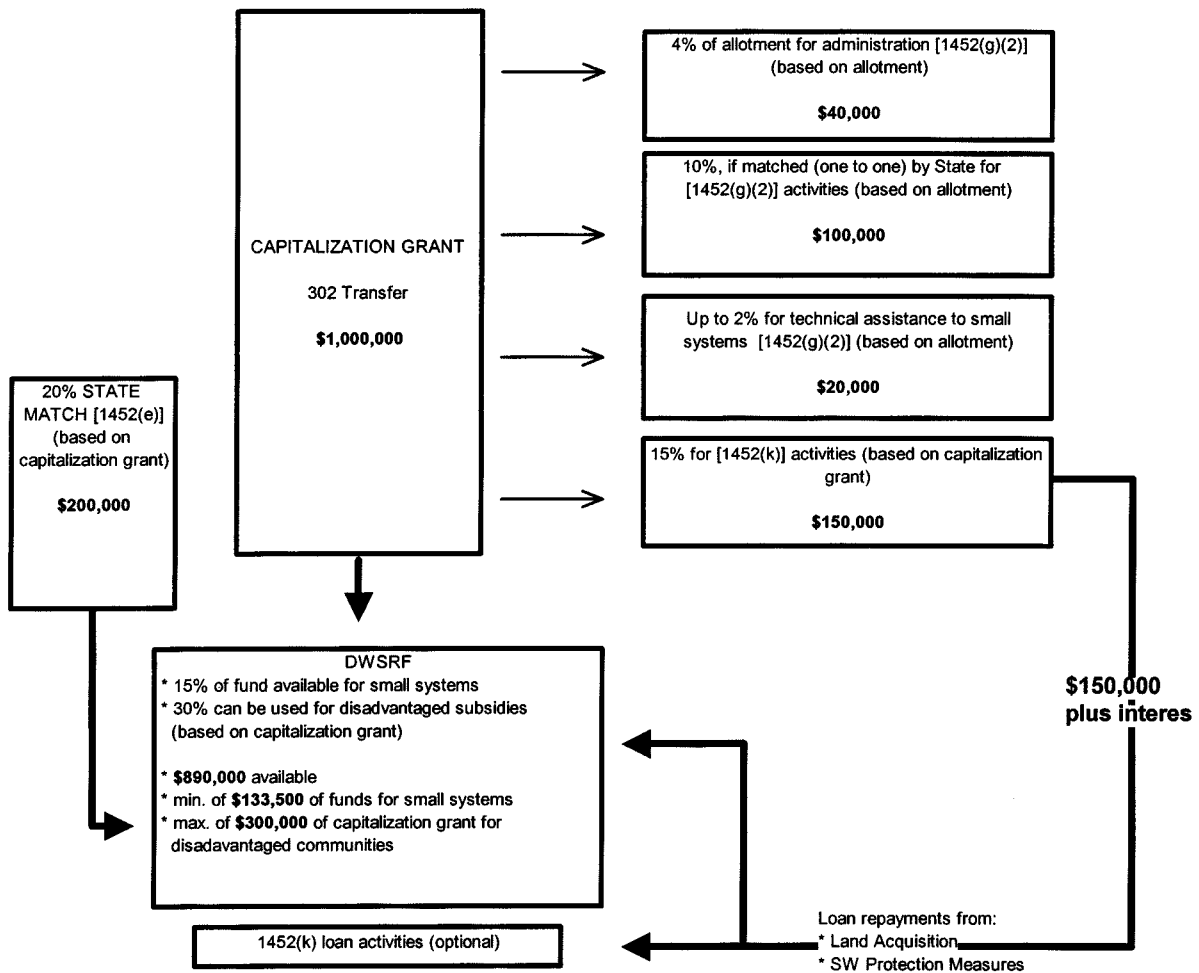 CAPITALIZATION GRANT
302 Transfer
$1,000,000
4% of allotment for administration [1452(g)(2)]
(based on allotment)
$40,000
10%, if matched (one to one) by State for
[1452(g)(2)] activities (based on allotment)
$100,000
Up to 2% for technical assistance to small
systems [1452(g)(2)] (based on allotment)
$20,000
15% for [1452(k)] activities (based on capitalization
grant)
$150,000
20% STATE
MATCH [1452(e)]
(based on
capitalization grant)
$200,000
DWSRF
* 15% of fund available for small systems
* 30% can be used for disadvantaged subsidies
(based on capitalization grant)
* $890,000 available
* min. of $133,500 of funds for small systems
* max. of $300,000 of capitalization grant for
disadavantaged communities
$150,000
plus interes
1452(k) loan activities (optional)
Loan repayments from:
* Land Acquisition
* SW Protection Measures